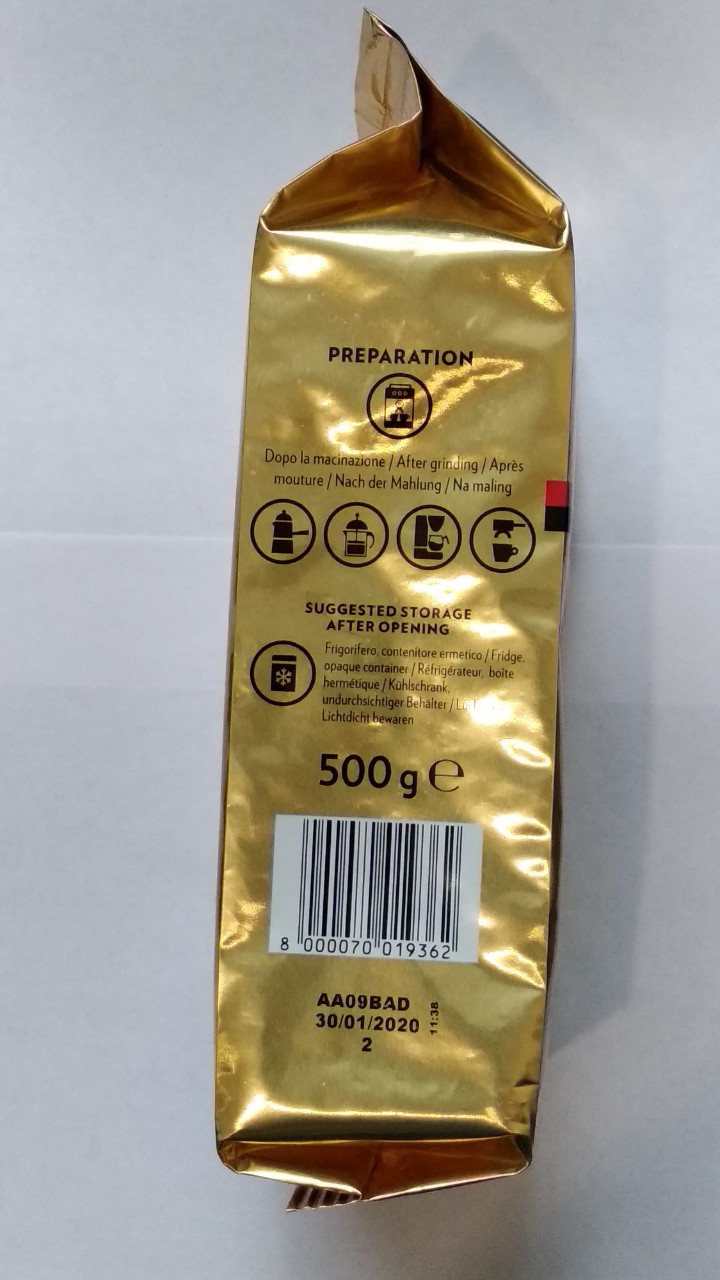 PREPARATION
Dopo la macinazione / After grinding / Après
mouture / Nach der Mahlung / Na maling
SUGGESTED STORAGE
AFTER OPENING
Frigorifero, contenitore ermetico / Fridge,
opaque container / Réfrigérateur, boîte
hermétique / Kühlschrank,
undurchsichtiger Behälter /
Lichtdicht bewaren
500 g ℮
8 000070 019362
AA09BAD
30/01/2020 11:38
2